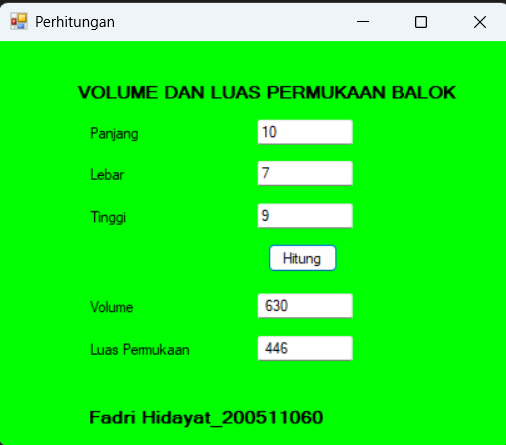 Perhitungan
VOLUME DAN LUAS PERMUKAAN BALOK
Panjang 10
Lebar 7
Tinggi 9
Hitung
Volume 630
Luas Permukaan 446
Fadri Hidayat_200511060